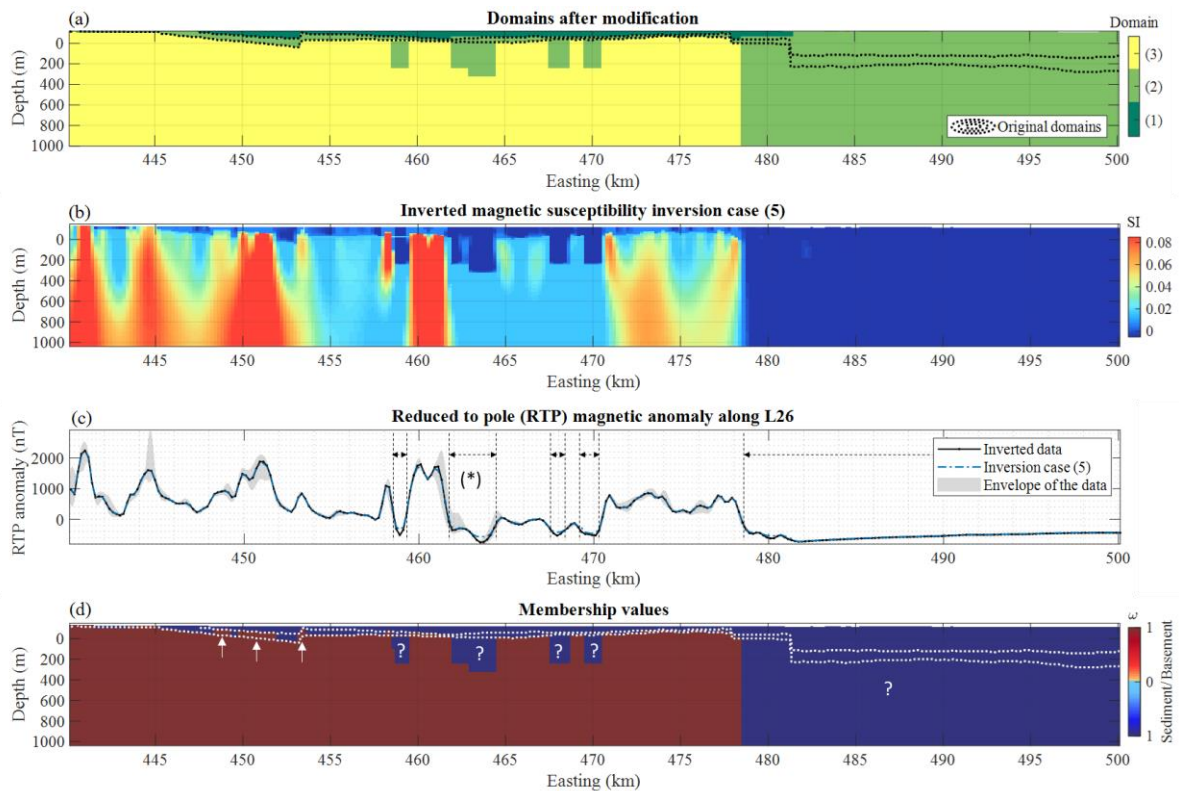 (a) Domains after modification Domain
Depth (m)
0
200
400
600
800
1000
(3)
(2)
(1)
Original domains
445 450 455 460 465 470 475 480 485 490 495 500
Easting (km)
(b) Inverted magnetic susceptibility inversion case (5)
SI
Depth (m)
0
200
400
600
800
1000
0.08
0.06
0.04
0.02
0
445 450 455 460 465 470 475 480 485 490 495 500
Easting (km)
(c) Reduced to pole (RTP) magnetic anomaly along L26
RTP anomaly (nT)
2000
1000
0
(*)
Inverted data
Inversion case (5)
Envelope of the data
450 460 470 480 490 500
Easting (km)
(d) Membership values
Depth (m)
0
200
400
600
800
1000
? ? ? ? ?
ω
1
0
1
Sediment/ Basement
445 450 455 460 465 470 475 480 485 490 495 500
Easting (km)